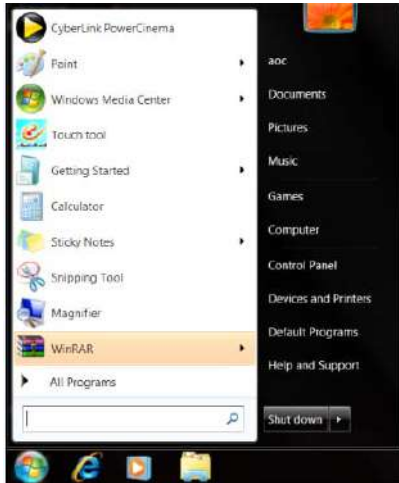 CyberLink PowerCinema
Paint
Windows Media Center
Touch tool
Getting Started
Calculator
Sticky Notes
Snipping Tool
Magnifier
WinRAR
All Programs
aoc
Documents
Pictures
Music
Games
Computer
Control Panel
Devices and Printers
Default Programs
Help and Support
Shut down